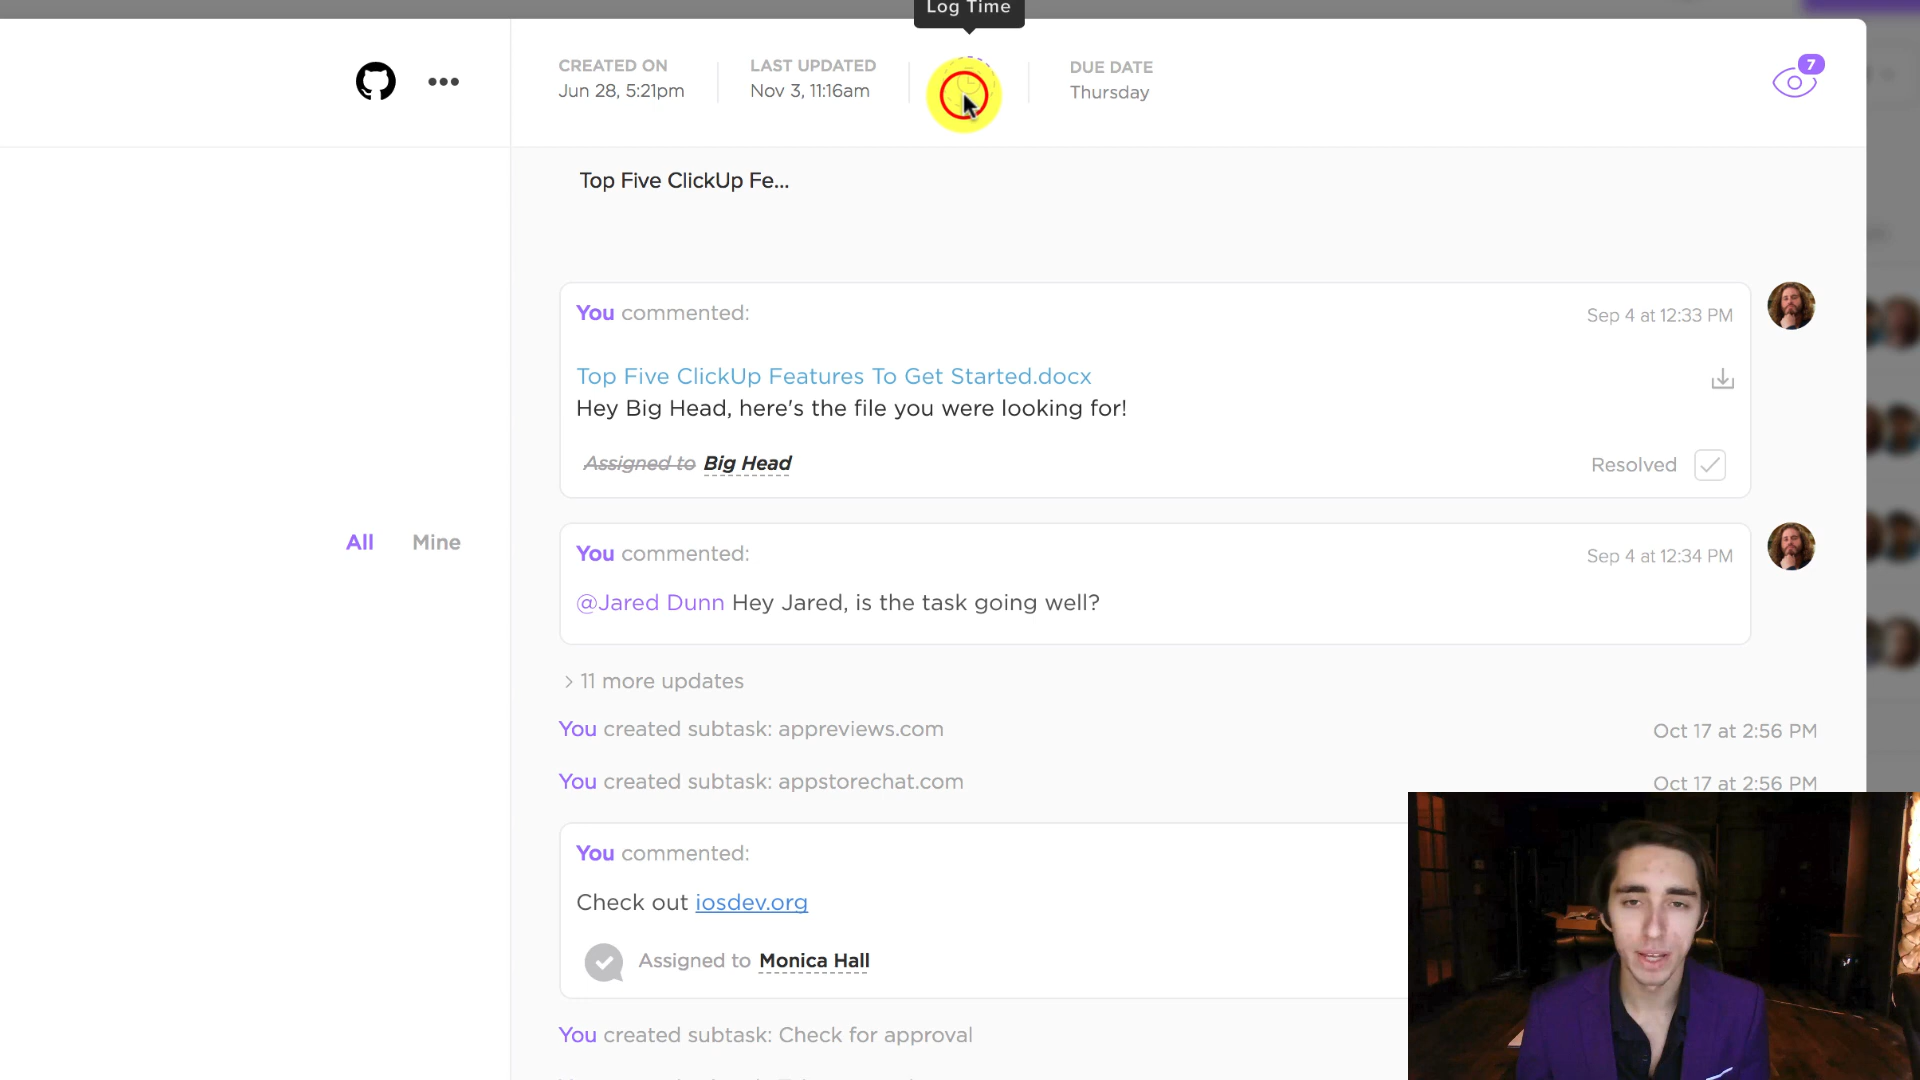 Log Time
CREATED ON
Jun 28, 5:21pm
LAST UPDATED
Nov 3, 11:16am
DUE DATE
Thursday
7
Top Five ClickUp Fe...
You commented:
Sep 4 at 12:33 PM
Top Five ClickUp Features To Get Started.docx
Hey Big Head, here's the file you were looking for!
Assigned to Big Head
Resolved
All
Mine
You commented:
Sep 4 at 12:34 PM
@Jared Dunn Hey Jared, is the task going well?
> 11 more updates
You created subtask: appreviews.com
Oct 17 at 2:56 PM
You created subtask: appstorechat.com
Oct 17 at 2:56 PM
You commented:
Check out iosdev.org
Assigned to Monica Hall
You created subtask: Check for approval